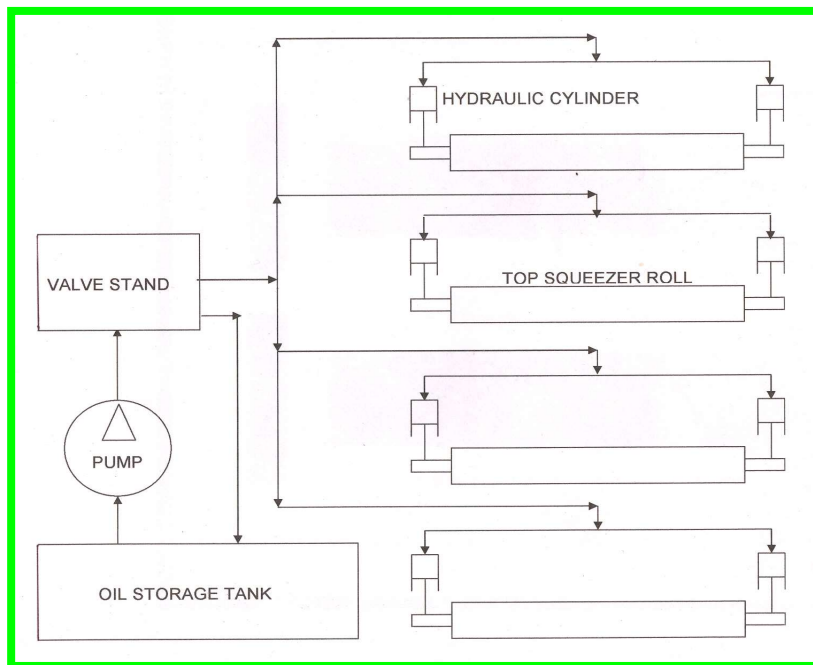 HYDRAULIC CYLINDER
TOP SQUEEZER ROLL
VALVE STAND
PUMP
OIL STORAGE TANK